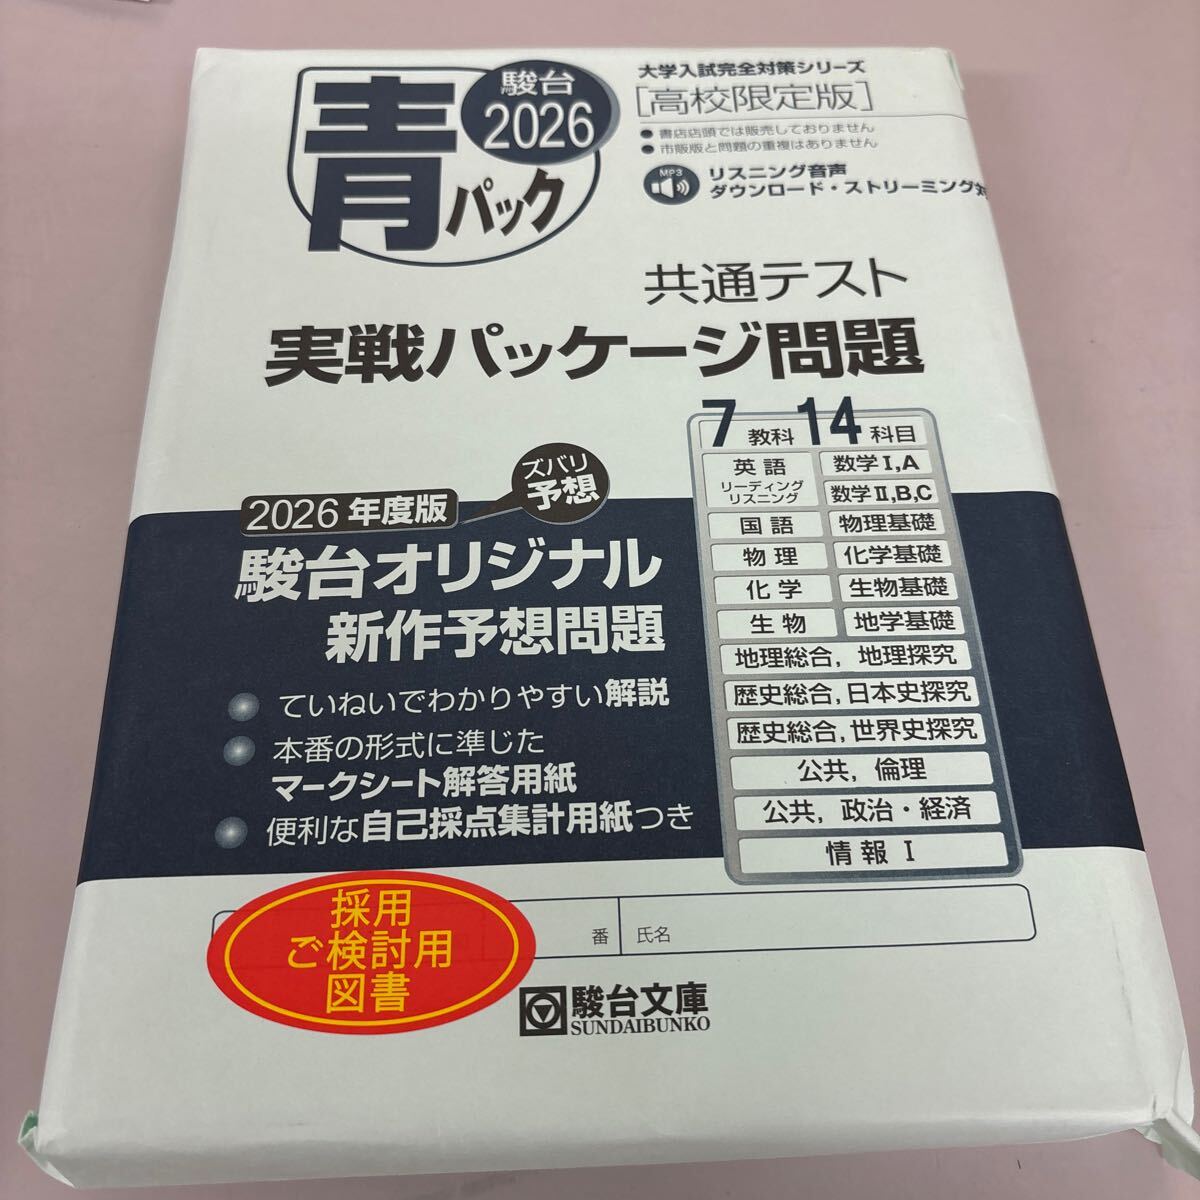 青パック
駿台
2026
大学入試完全対策シリーズ
［高校限定版］
● 書店店頭では販売しておりません
● 市販版と問題の重複はありません
MP3
リスニング音声
ダウンロード・ストリーミング対
共通テスト
実戦パッケージ問題
7教科14科目
英語
リーディング
リスニング
数学Ⅰ,A
数学Ⅱ,B,C
国語
物理基礎
物理
化学基礎
化学
生物基礎
生物
地学基礎
地理総合, 地理探究
歴史総合, 日本史探究
歴史総合, 世界史探究
公共, 倫理
公共, 政治・経済
情報Ⅰ
ズバリ
予想
2026年度版
駿台オリジナル
新作予想問題
ていねいでわかりやすい解説
本番の形式に準じた
マークシート解答用紙
便利な自己採点集計用紙つき
採用
ご検討用
図書
番
氏名
駿台文庫
SUNDAIBUNKO